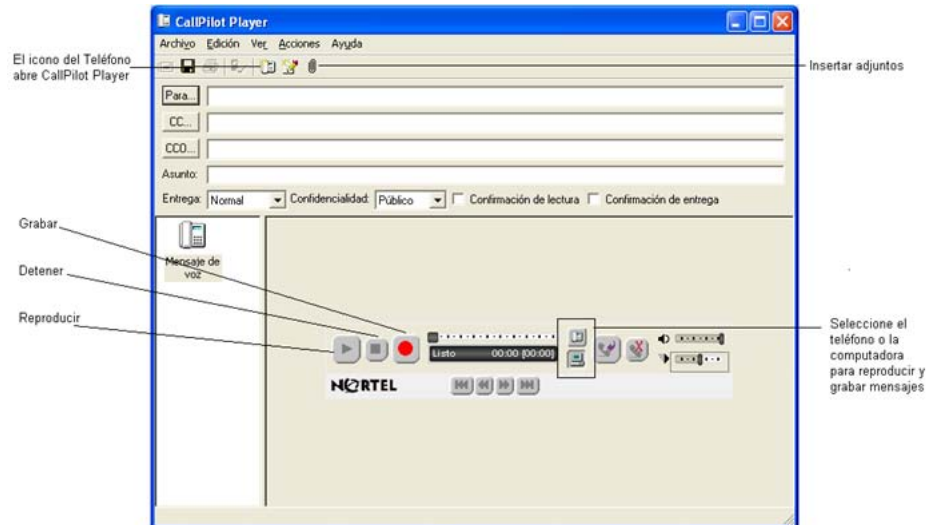 CallPilot Player
Archivo Edición Ver Acciones Ayuda
El icono del Teléfono
abre CallPilot Player
Insertar adjuntos
Para...
CC...
CCO...
Asunto:
Entrega: Normal Confidencialidad: Público Confirmación de lectura Confirmación de entrega
Grabar
Detener
Reproducir
Mensaje de
voz
Listo 00:00 [00:00]
NORTEL
Seleccione el
teléfono o la
computadora
para reproducir y
grabar mensajes